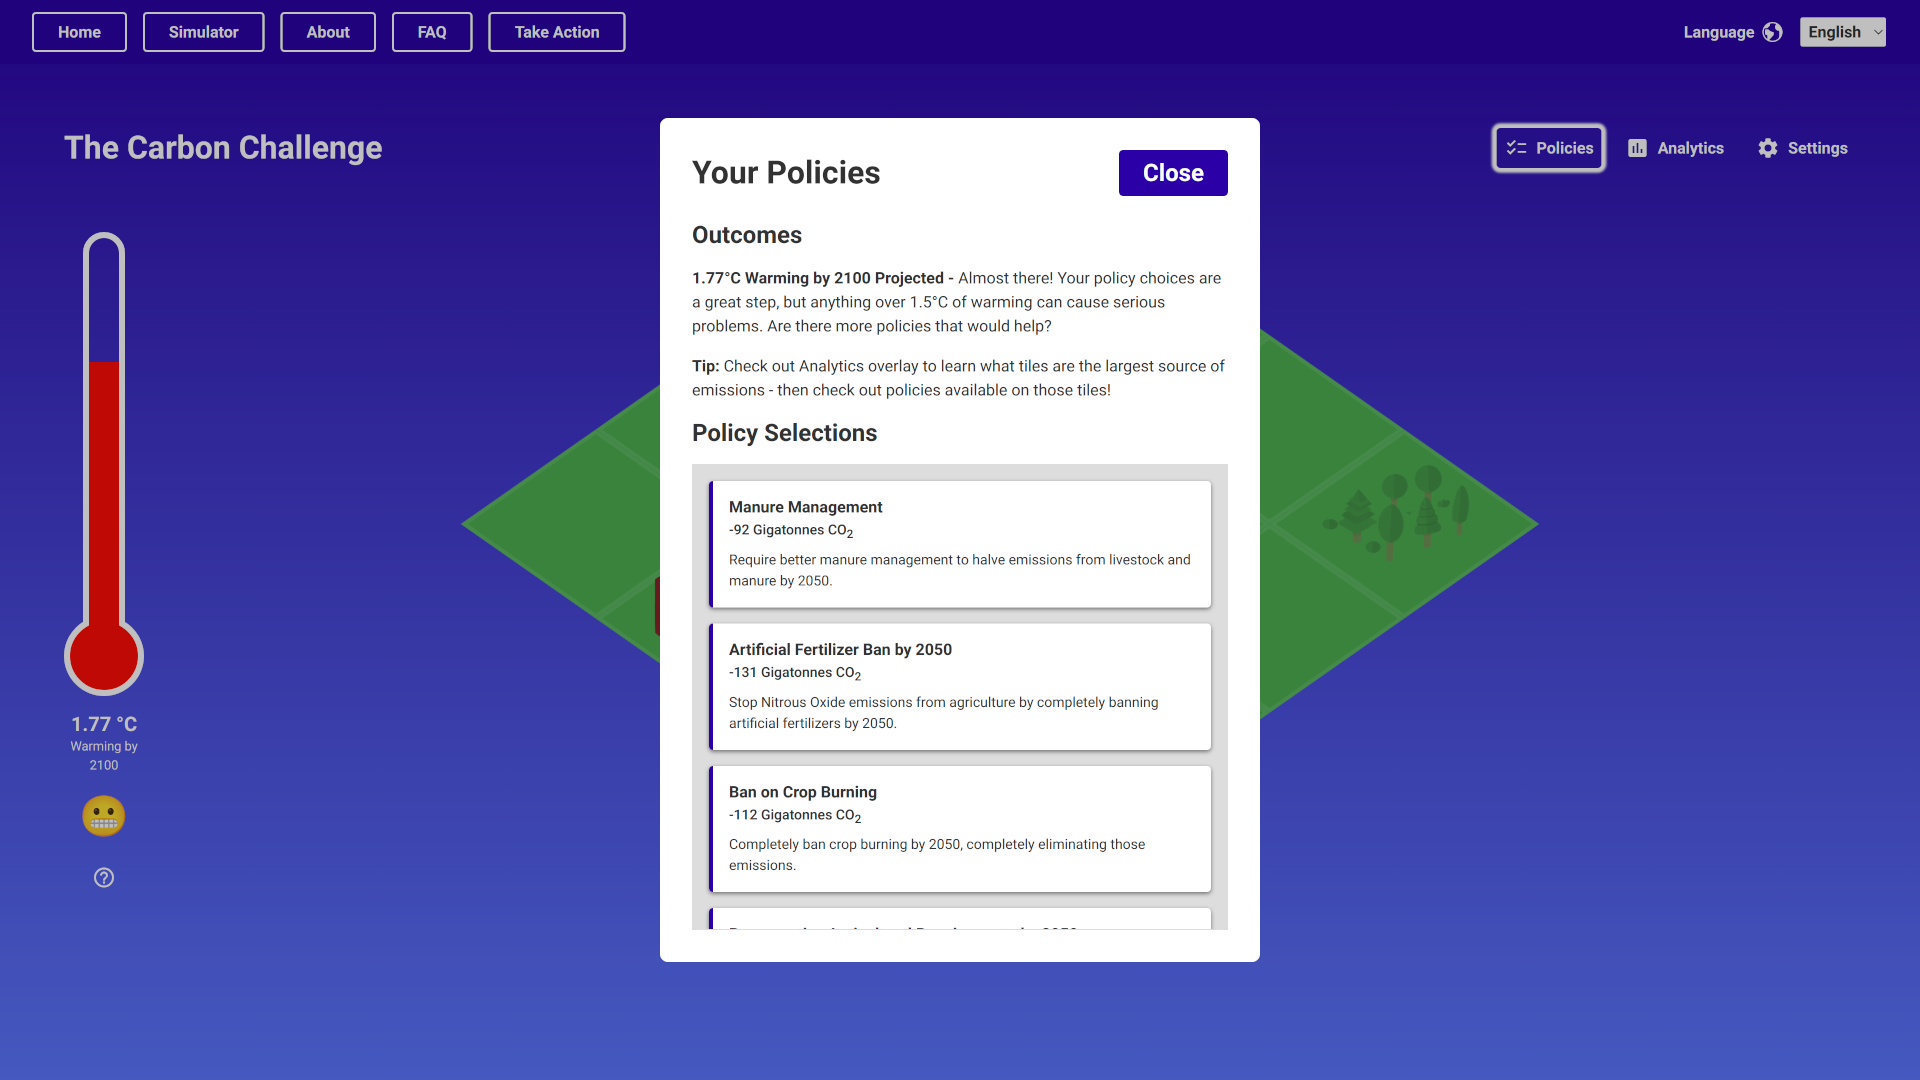 Home
Simulator
About
FAQ
Take Action
Language
English
The Carbon Challenge
Policies
Analytics
Settings
Your Policies
Close
Outcomes
1.77°C Warming by 2100 Projected - Almost there! Your policy choices are
a great step, but anything over 1.5°C of warming can cause serious
problems. Are there more policies that would help?
Tip: Check out Analytics overlay to learn what tiles are the largest source of
emissions - then check out policies available on those tiles!
Policy Selections
Manure Management
-92 Gigatonnes CO2
Require better manure management to halve emissions from livestock and
manure by 2050.
Artificial Fertilizer Ban by 2050
-131 Gigatonnes CO2
Stop Nitrous Oxide emissions from agriculture by completely banning
artificial fertilizers by 2050.
Ban on Crop Burning
-112 Gigatonnes CO2
Completely ban crop burning by 2050, completely eliminating those
emissions.
1.77 °C
Warming by
2100